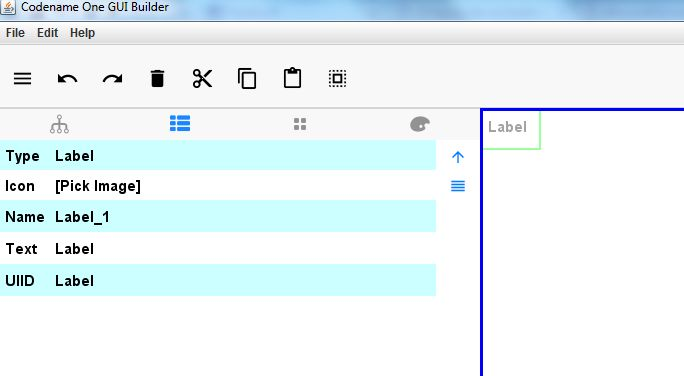 Codename One GUI Builder
File Edit Help
Label
Type Label
Icon [Pick Image]
Name Label_1
Text Label
UIID Label